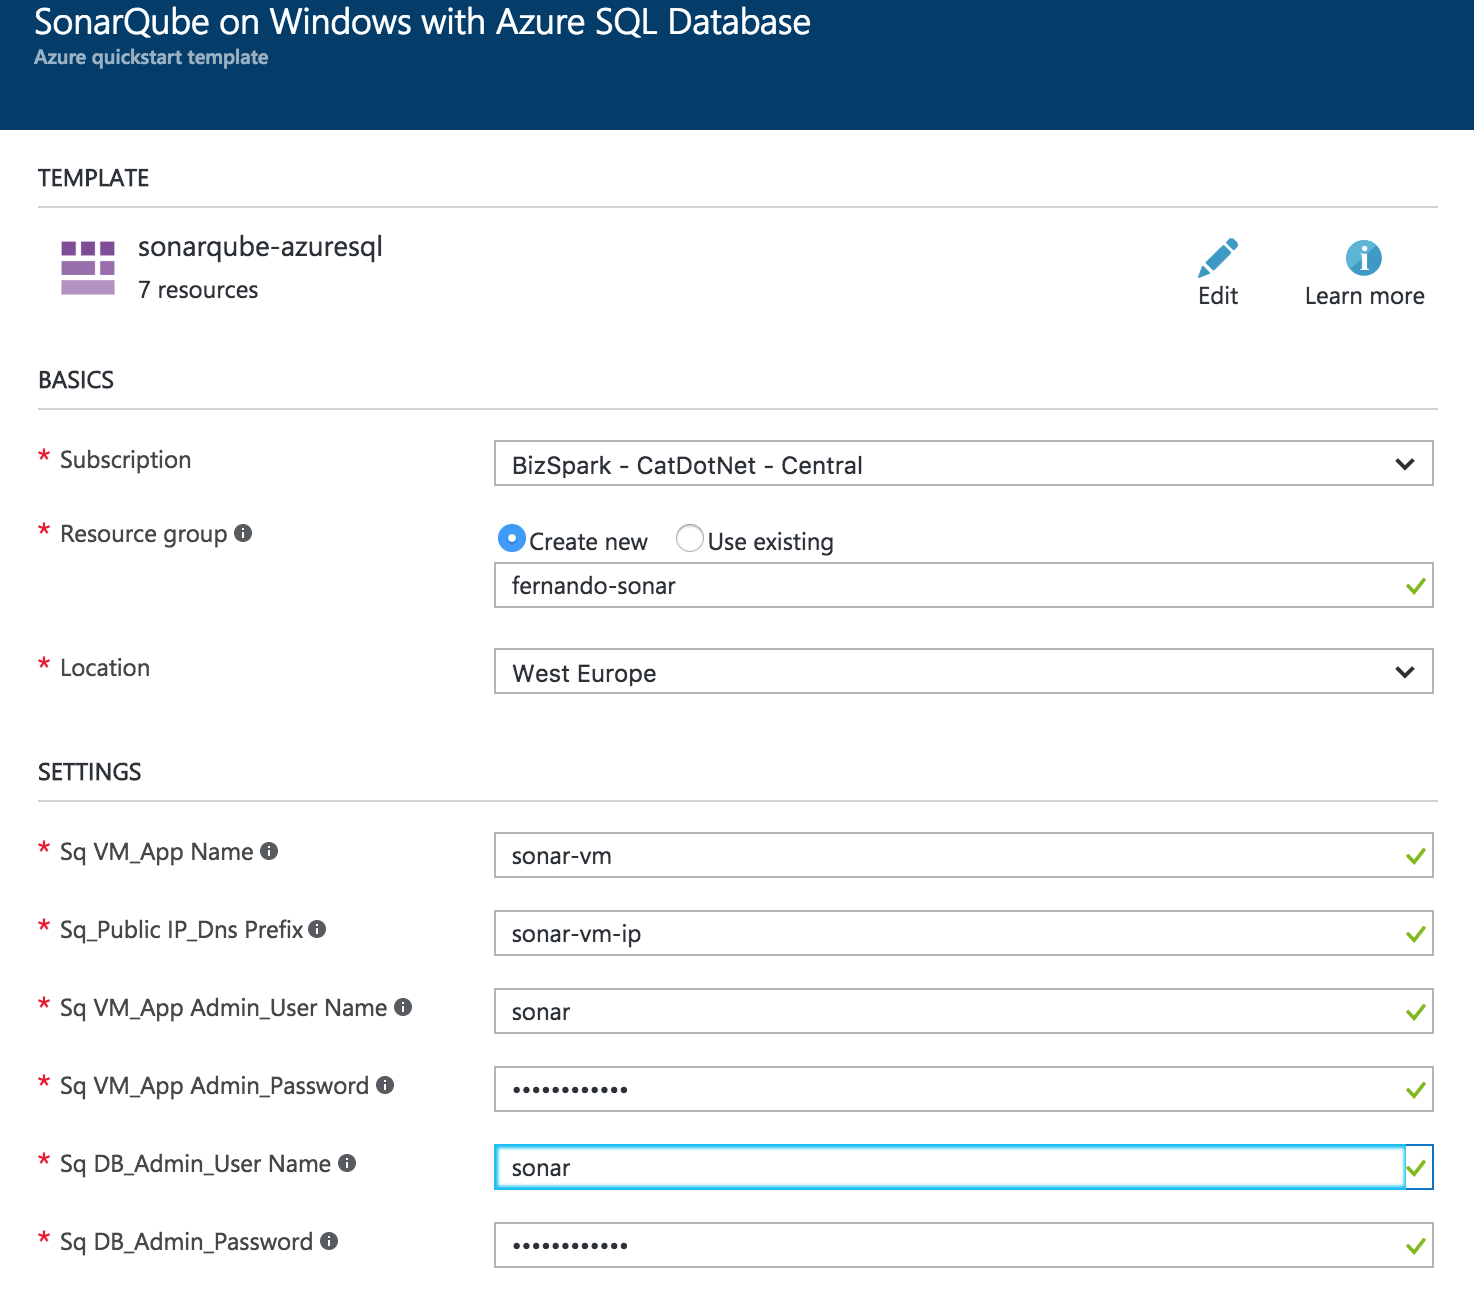 SonarQube on Windows with Azure SQL Database
Azure quickstart template
TEMPLATE
sonarqube-azuresql
7 resources
Edit
Learn more
BASICS
* Subscription
BizSpark - CatDotNet - Central
* Resource group
Create new Use existing
fernando-sonar
* Location
West Europe
SETTINGS
* Sq VM_App Name
sonar-vm
* Sq_Public IP_Dns Prefix
sonar-vm-ip
* Sq VM_App Admin_User Name
sonar
* Sq VM_App Admin_Password
••••••••••••
* Sq DB_Admin_User Name
sonar
* Sq DB_Admin_Password
••••••••••••